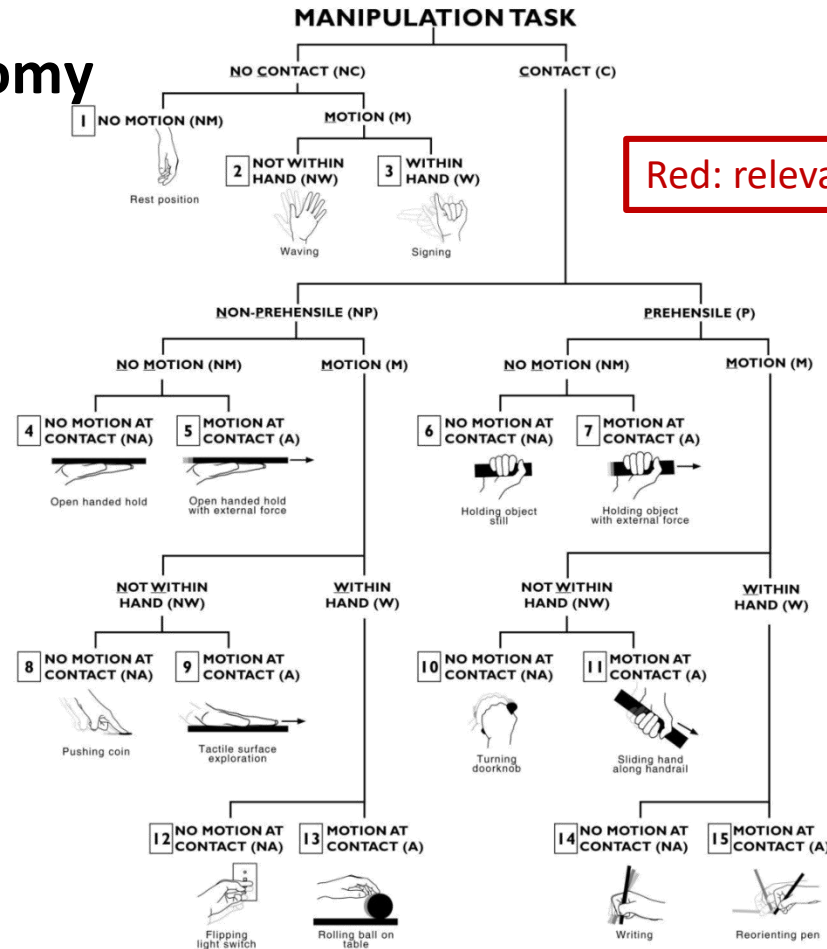 MANIPULATION TASK
NO CONTACT (NC)
CONTACT (C)
1 NO MOTION (NM)
Rest position
MOTION (M)
2 NOT WITHIN
HAND (NW)
Waving
3 WITHIN
HAND (W)
Signing
Red:
NON-PREHENSILE (NP)
PREHENSILE (P)
NO MOTION (NM)
MOTION (M)
NO MOTION (NM)
MOTION (M)
4 NO MOTION AT
CONTACT (NA)
Open handed hold
5 MOTION AT
CONTACT (A)
Open handed hold
with external force
6 NO MOTION AT
CONTACT (NA)
Holding object
still
7 MOTION AT
CONTACT (A)
Holding object
with external force
NOT WITHIN
HAND (NW)
WITHIN
HAND (W)
NOT WITHIN
HAND (NW)
WITHIN
HAND (W)
8 NO MOTION AT
CONTACT (NA)
Pushing coin
9 MOTION AT
CONTACT (A)
Tactile surface
exploration
10 NO MOTION AT
CONTACT (NA)
Turning
doorknob
11 MOTION AT
CONTACT (A)
Sliding hand
along handrail
12 NO MOTION AT
CONTACT (NA)
Flipping
light switch
13 MOTION AT
CONTACT (A)
Rolling ball on
table
14 NO MOTION AT
CONTACT (NA)
Writing
15 MOTION AT
CONTACT (A)
Reorienting pen